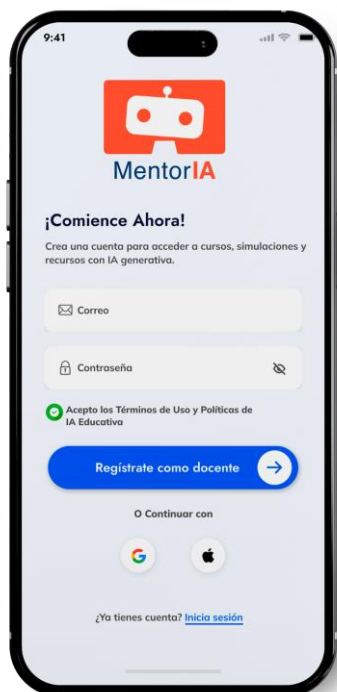 9:41
MentorIA
¡Comience Ahora!
Crea una cuenta para acceder a cursos, simulaciones y
recursos con IA generativa.
Correo
Contraseña
Acepto los Términos de Uso y Políticas de
IA Educativa
Regístrate como docente
O Continuar con
G
¿Ya tienes cuenta? Inicia sesión